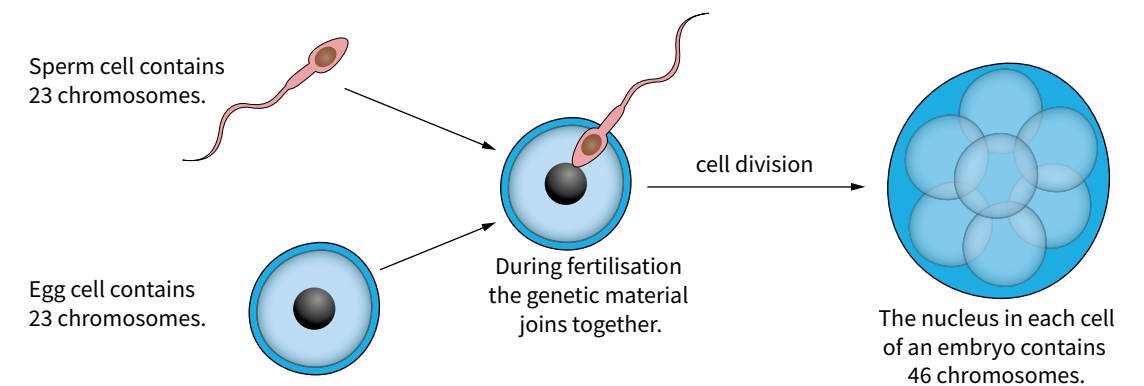 Sperm cell contains
23 chromosomes.
Egg cell contains
23 chromosomes.
During fertilisation
the genetic material
joins together.
cell division
The nucleus in each cell
of an embryo contains
46 chromosomes.